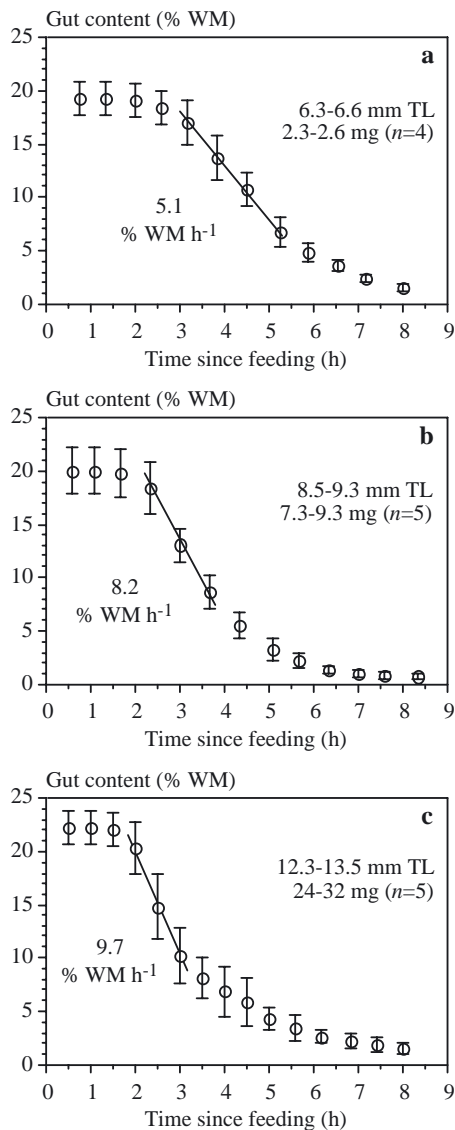 Gut content (% WM)
a
25
20
15
10
5
0
6.3-6.6 mm TL
2.3-2.6 mg (n=4)
5.1
% WM h-1
0 1 2 3 4 5 6 7 8 9
Time since feeding (h)
Gut content (% WM)
b
25
20
15
10
5
0
8.5-9.3 mm TL
7.3-9.3 mg (n=5)
8.2
% WM h-1
0 1 2 3 4 5 6 7 8 9
Time since feeding (h)
Gut content (% WM)
c
25
20
15
10
5
0
12.3-13.5 mm TL
24-32 mg (n=5)
9.7
% WM h-1
0 1 2 3 4 5 6 7 8 9
Time since feeding (h)